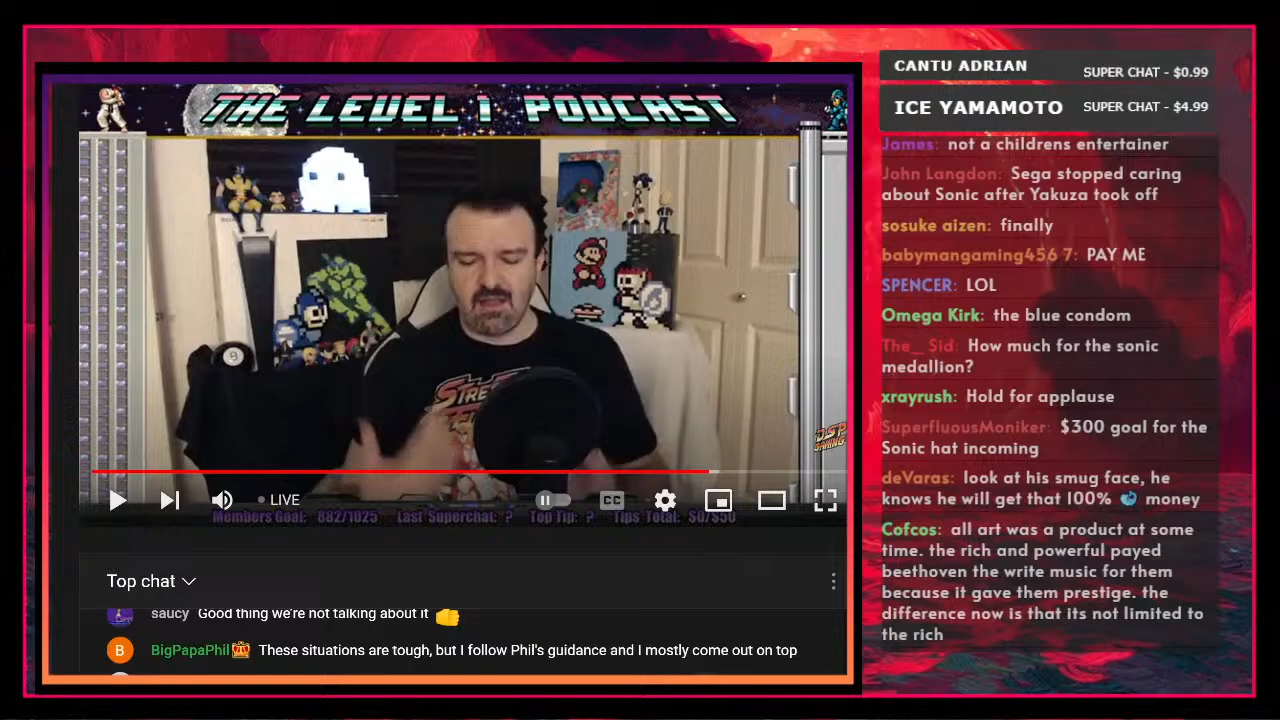 THE LEVEL 1 PODCAST
DSP
GAMING
LIVE
CC
Members Goal: 882/1025 Last Superchat: ? Top Tip: ? Tips Total: $0/$50
Top chat
saucy Good thing we're not talking about it
B BigPapaPhil These situations are tough, but I follow Phil's guidance and I mostly come out on top
CANTU ADRIAN SUPER CHAT - $0.99
ICE YAMAMOTO SUPER CHAT - $4.99
James: not a childrens entertainer
John Langdon: Sega stopped caring
about Sonic after Yakuza took off
sosuke aizen: finally
babymangaming456 7: PAY ME
SPENCER: LOL
Omega Kirk: the blue condom
The_ Sid: How much for the sonic
medallion?
xrayrush: Hold for applause
SuperfluousMoniker: $300 goal for the
Sonic hat incoming
deVaras: look at his smug face, he
knows he will get that 100% money
Cofcos: all art was a product at some
time. the rich and powerful payed
beethoven the write music for them
because it gave them prestige. the
difference now is that its not limited to
the rich